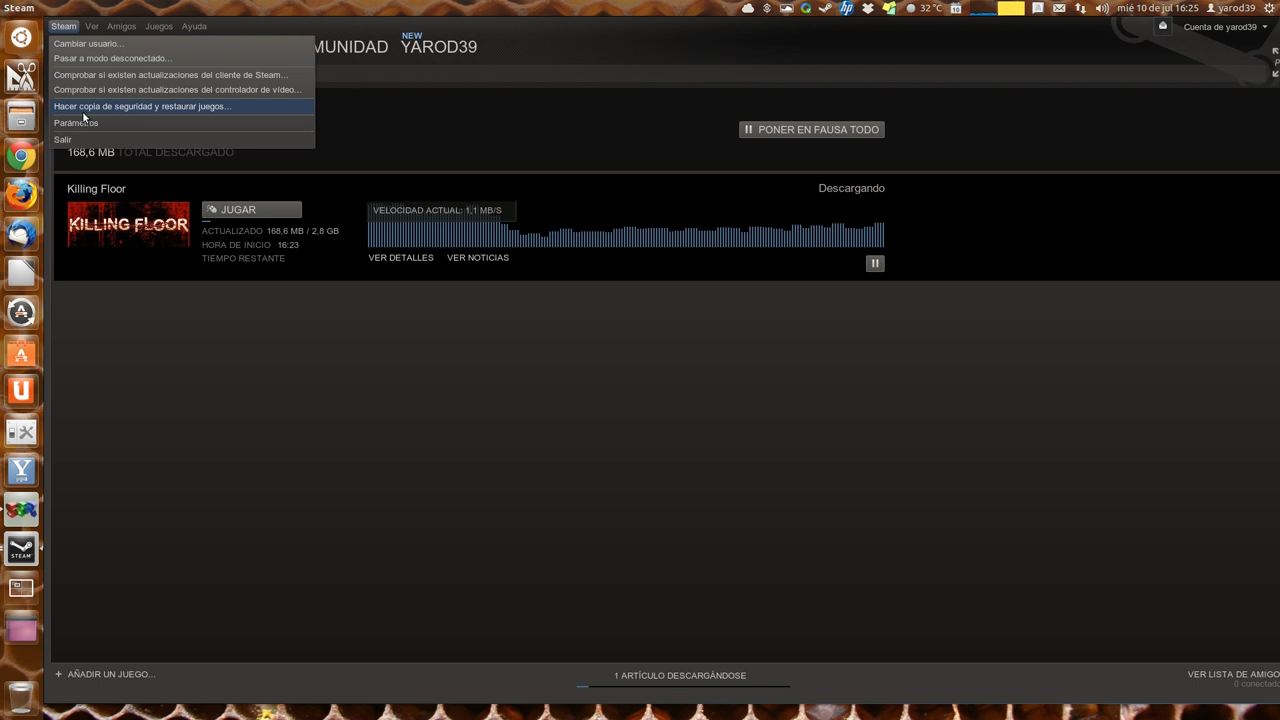 Steam
32 °C
10
mié 10 de jul 16:25
yarod39
Steam Ver Amigos Juegos Ayuda
Cuenta de yarod39
Cambiar usuario...
Pasar a modo desconectado...
Comprobar si existen actualizaciones del cliente de Steam...
Comprobar si existen actualizaciones del controlador de vídeo...
Hacer copia de seguridad y restaurar juegos...
Parámetros
Salir
NEW
MUNIDAD YAROD39
PONER EN FAUSA TODO
168,6 MB TOTAL DESCARGADO
Killing Floor
Descargando
KILLING FLOOR
JUGAR
VELOCIDAD ACTUAL: 1,1 MB/S
ACTUALIZADO 168,6 MB / 2,8 GB
HORA DE INICIO 16:23
TIEMPO RESTANTE
VER DETALLES VER NOTICIAS
STEAM
+ AÑADIR UN JUEGO...
1 ARTÍCULO DESCARGÁNDOSE
VER LISTA DE AMIGO
0 conectado